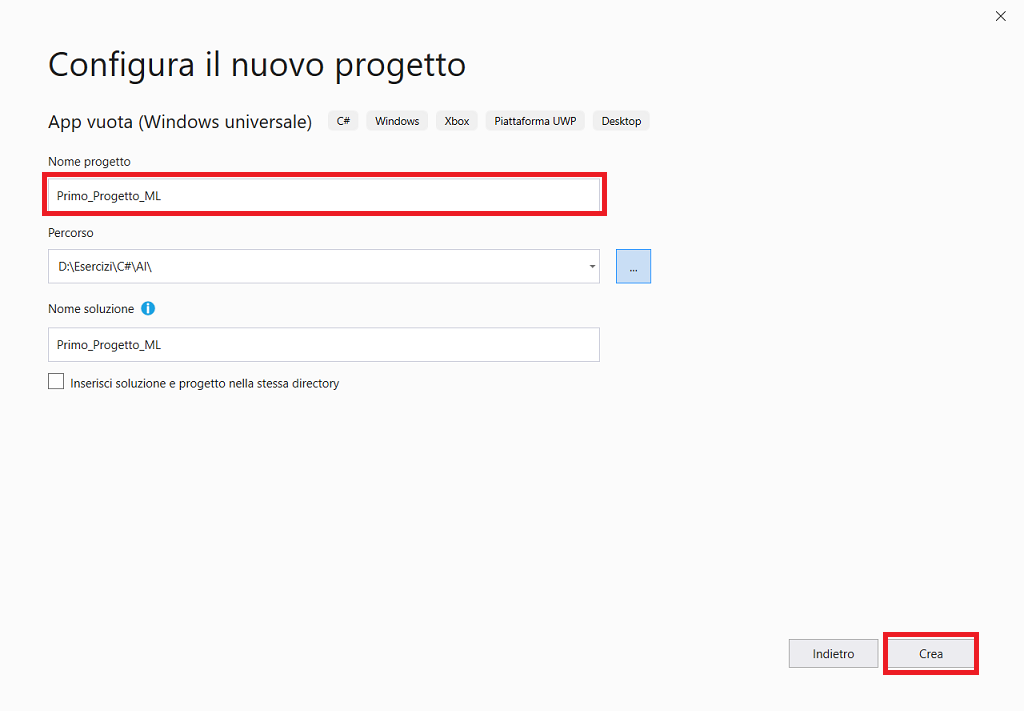 Configura il nuovo progetto
App vuota (Windows universale) C# Windows Xbox Piattaforma UWP Desktop
Nome progetto
Primo_Progetto_ML
Percorso
D:\Esercizi\C#\AI\
...
Nome soluzione
Primo_Progetto_ML
Inserisci soluzione e progetto nella stessa directory
Indietro Crea